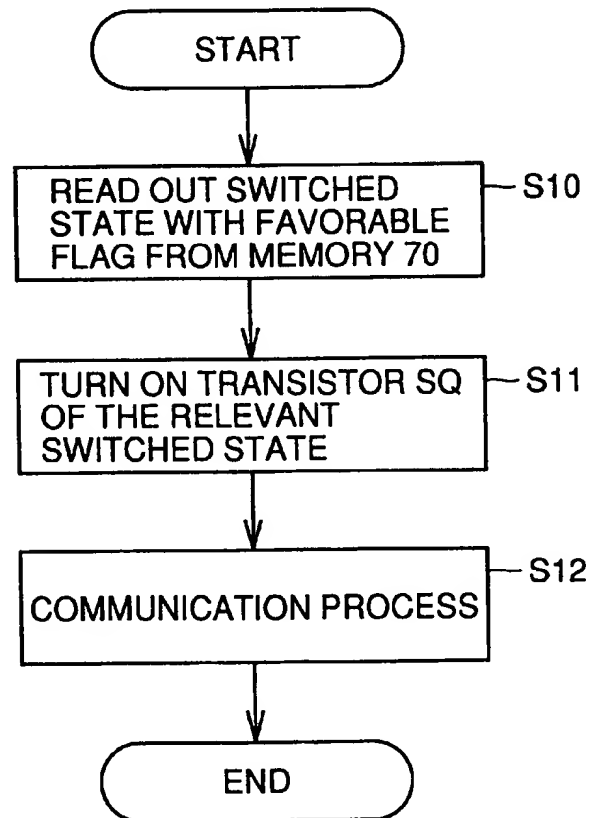 START
READ OUT SWITCHED
STATE WITH FAVORABLE
FLAG FROM MEMORY 70
S10
TURN ON TRANSISTOR SQ
OF THE RELEVANT
SWITCHED STATE
S11
COMMUNICATION PROCESS
S12
END